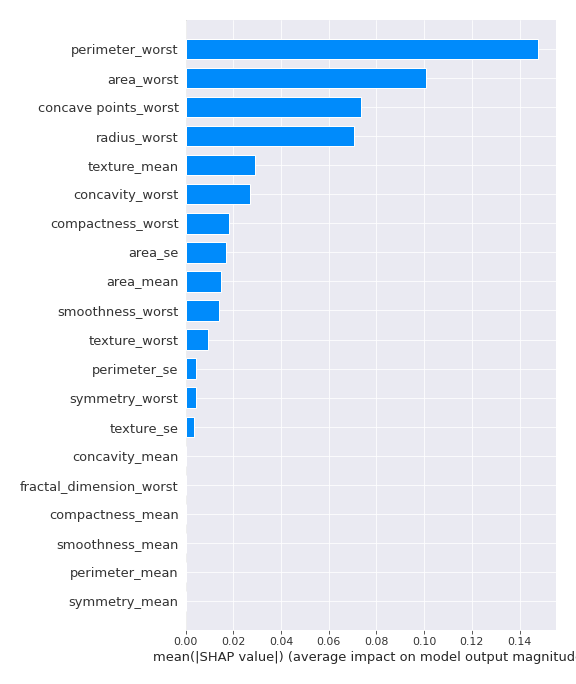 perimeter_worst
area_worst
concave points_worst
radius_worst
texture_mean
concavity_worst
compactness_worst
area_se
area_mean
smoothness_worst
texture_worst
perimeter_se
symmetry_worst
texture_se
concavity_mean
fractal_dimension_worst
compactness_mean
smoothness_mean
perimeter_mean
symmetry_mean
0.00 0.02 0.04 0.06 0.08 0.10 0.12 0.14
mean(|SHAP value|) (average impact on model output magnitud